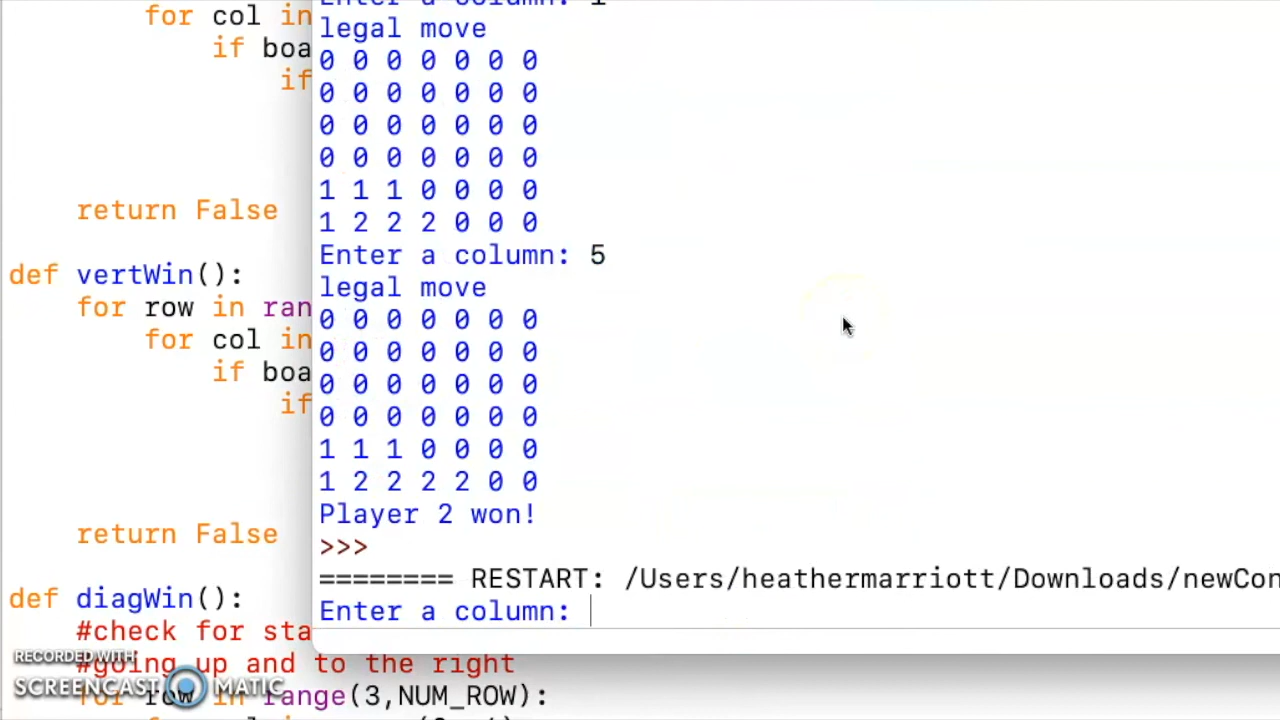 for col in
if boa
if
return False
def vertWin():
for row in ran
for col in
if boa
if
return False
def diagWin():
#check for sta
#going up and to the right
for row in range(3,NUM_ROW):
Enter a column: 1
legal move
0 0 0 0 0 0 0
0 0 0 0 0 0 0
0 0 0 0 0 0 0
0 0 0 0 0 0 0
1 1 1 0 0 0 0
1 2 2 2 0 0 0
Enter a column: 5
legal move
0 0 0 0 0 0 0
0 0 0 0 0 0 0
0 0 0 0 0 0 0
0 0 0 0 0 0 0
1 1 1 0 0 0 0
1 2 2 2 2 0 0
Player 2 won!
>>>
======== RESTART: /Users/heathermarriott/Downloads/newCon
Enter a column:
RECORDED WITH
SCREENCAST MATIC